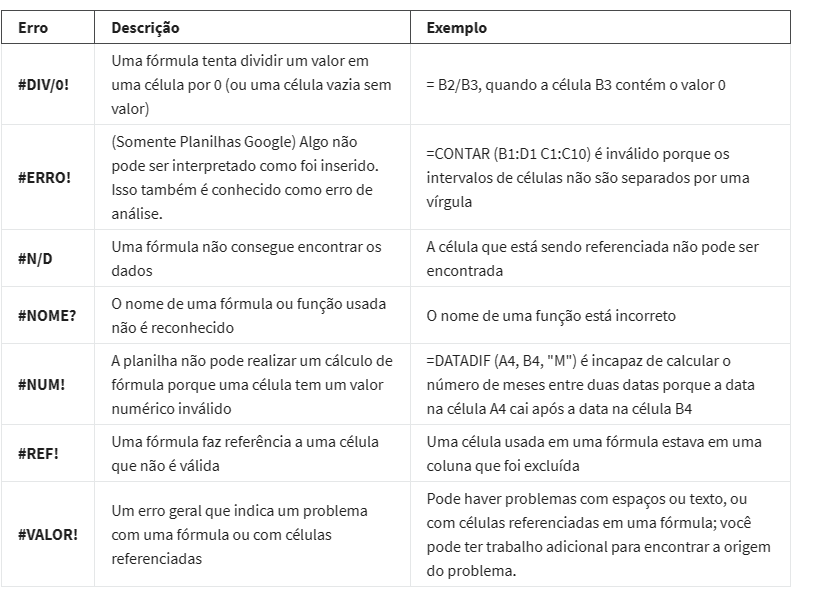 Erro Descrição Exemplo
#DIV/0! Uma fórmula tenta dividir um valor em
uma célula por 0 (ou uma célula vazia sem
valor)
= B2/B3, quando a célula B3 contém o valor 0
#ERRO! (Somente Planilhas Google) Algo não
pode ser interpretado como foi inserido.
Isso também é conhecido como erro de
análise.
=CONTAR (B1:D1 C1:C10) é inválido porque os
intervalos de células não são separados por uma
vírgula
#N/D Uma fórmula não consegue encontrar os
dados
A célula que está sendo referenciada não pode ser
encontrada
#NOME? O nome de uma fórmula ou função usada
não é reconhecido
O nome de uma função está incorreto
#NUM! A planilha não pode realizar um cálculo de
fórmula porque uma célula tem um valor
numérico inválido
=DATADIF (A4, B4, "M") é incapaz de calcular o
número de meses entre duas datas porque a data
na célula A4 cai após a data na célula B4
#REF! Uma fórmula faz referência a uma célula
que não é válida
Uma célula usada em uma fórmula estava em uma
coluna que foi excluída
#VALOR! Um erro geral que indica um problema
com uma fórmula ou com células
referenciadas
Pode haver problemas com espaços ou texto, ou
com células referenciadas em uma fórmula; você
pode ter trabalho adicional para encontrar a origem
do problema.